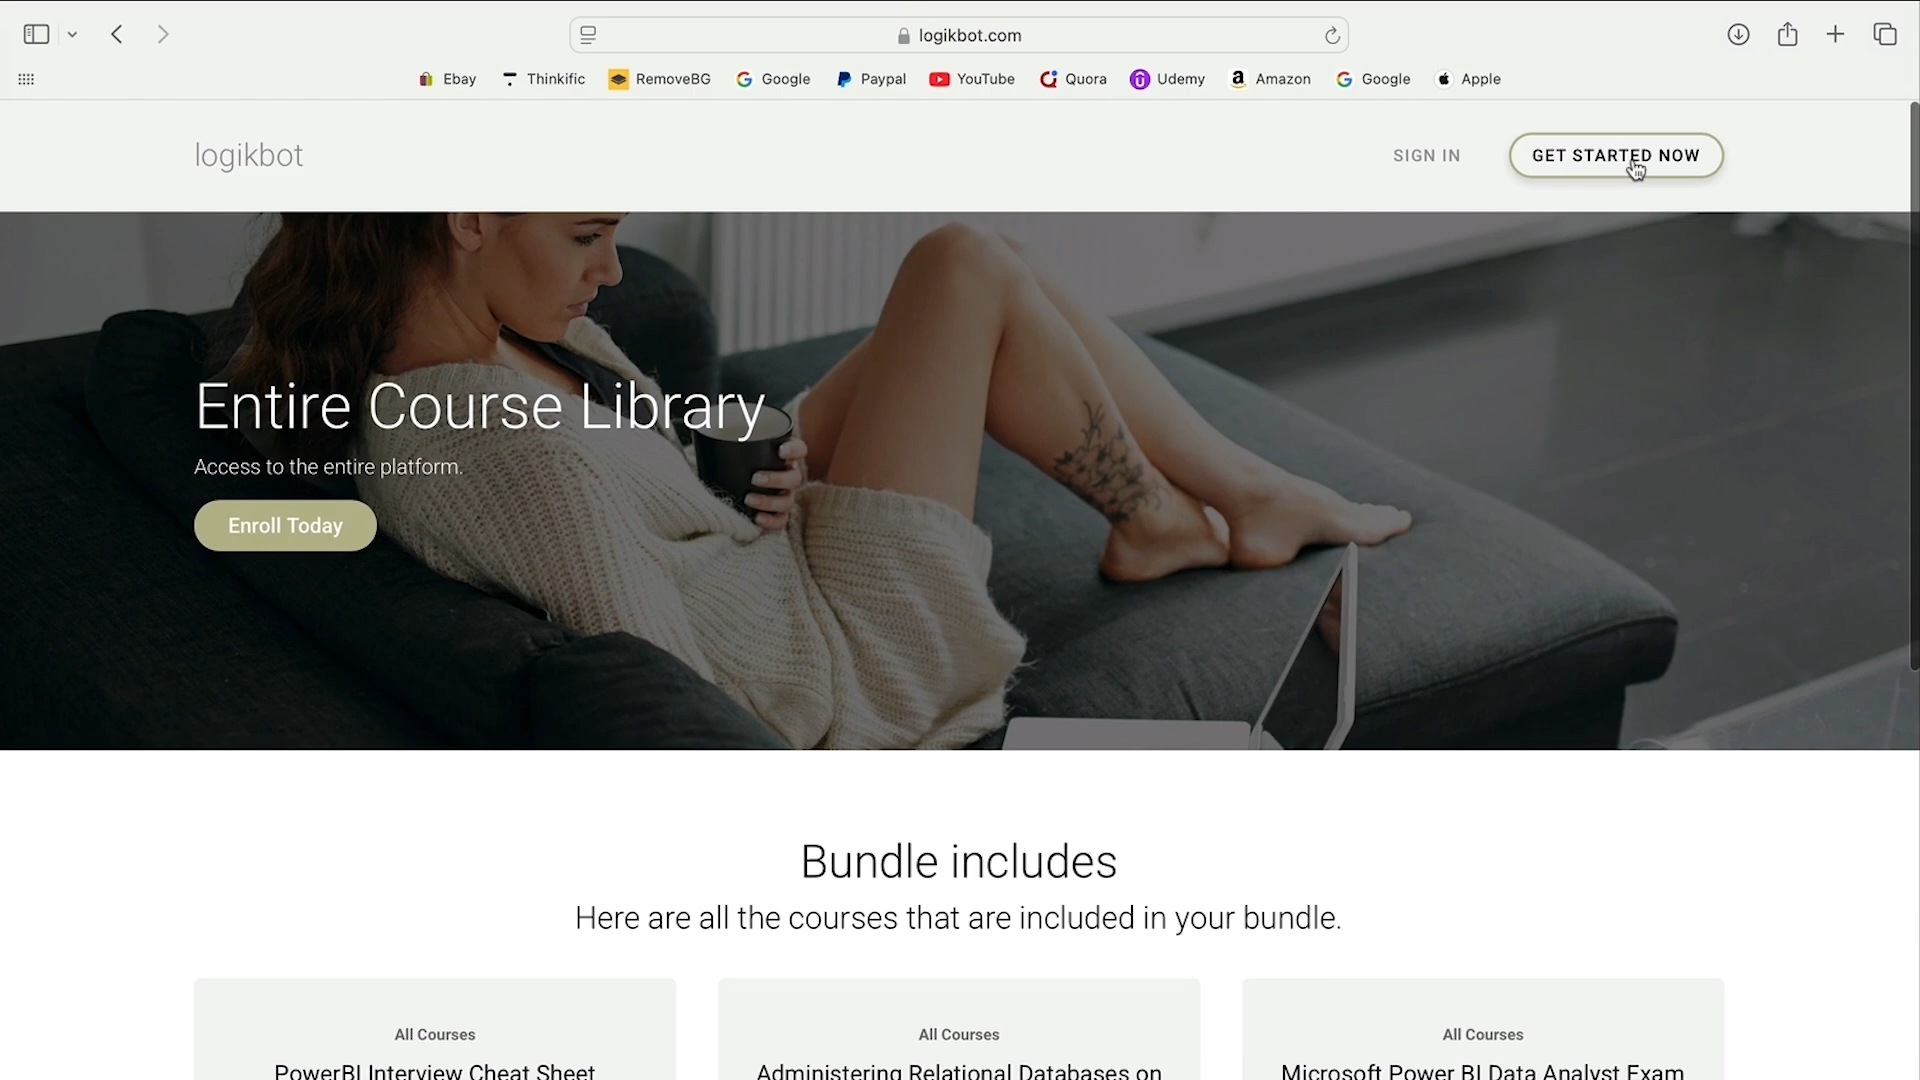 logikbot.com
Ebay
Thinkific
RemoveBG
Google
Paypal
YouTube
Quora
Udemy
Amazon
Google
Apple
logikbot
SIGN IN
GET STARTED NOW
Entire Course Library
Access to the entire platform.
Enroll Today
Bundle includes
Here are all the courses that are included in your bundle.
All Courses
PowerBI Interview Cheat Sheet
All Courses
Administering Relational Databases on
All Courses
Microsoft Power BI Data Analyst Exam